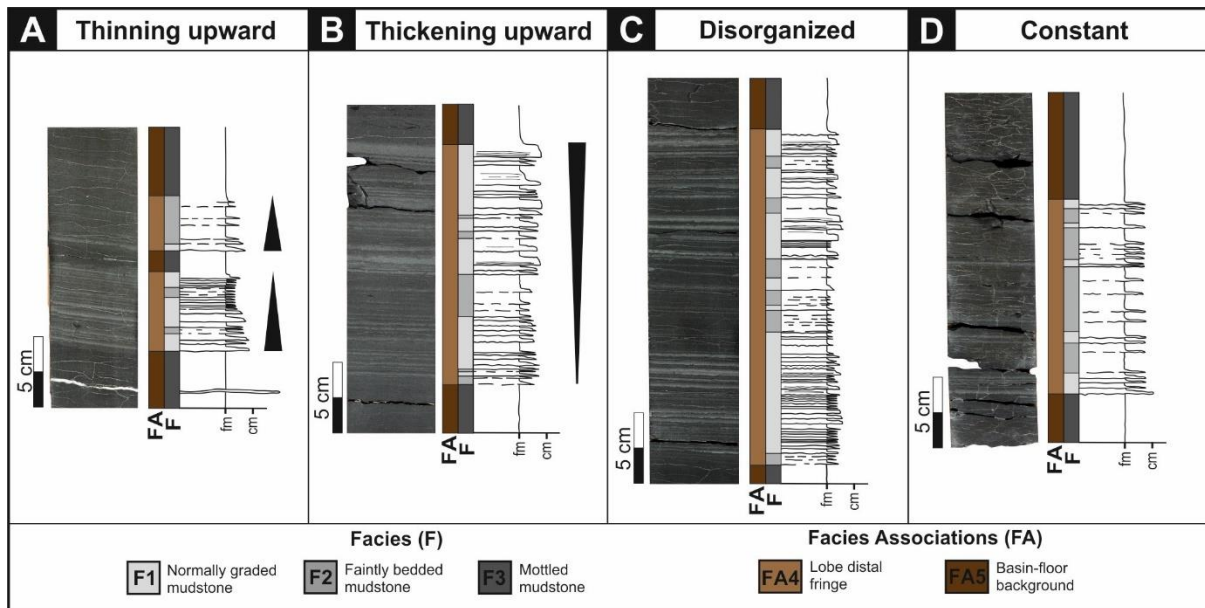 A Thinning upward
B Thickening upward
C Disorganized
D Constant
5 cm
FA
F
fm
cm
5 cm
FA
F
fm
cm
5 cm
FA
F
fm
cm
5 cm
FA
F
fm
cm
Facies (F)
F1 Normally graded
mudstone
F2 Faintly bedded
mudstone
F3 Mottled
mudstone
Facies Associations (FA)
FA4 Lobe distal
fringe
FA5 Basin-floor
background